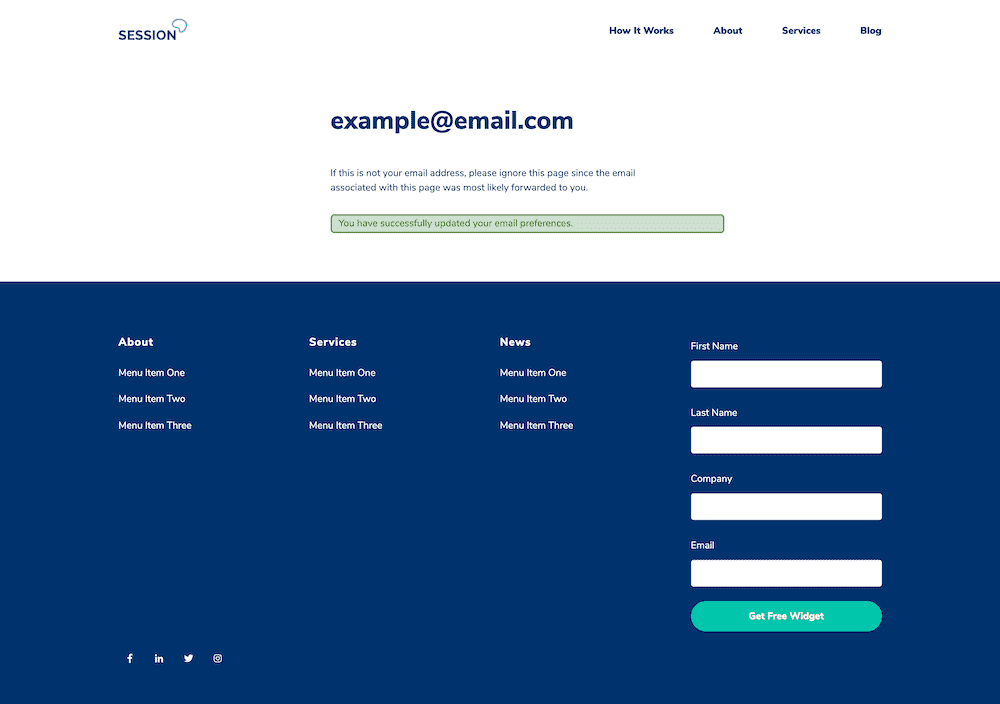 SESSION
How It Works
About
Services
Blog
example@email.com
If this is not your email address, please ignore this page since the email
associated with this page was most likely forwarded to you.
You have successfully updated your email preferences.
About
Menu Item One
Menu Item Two
Menu Item Three
Services
Menu Item One
Menu Item Two
Menu Item Three
News
Menu Item One
Menu Item Two
Menu Item Three
First Name
Last Name
Company
Email
Get Free Widget